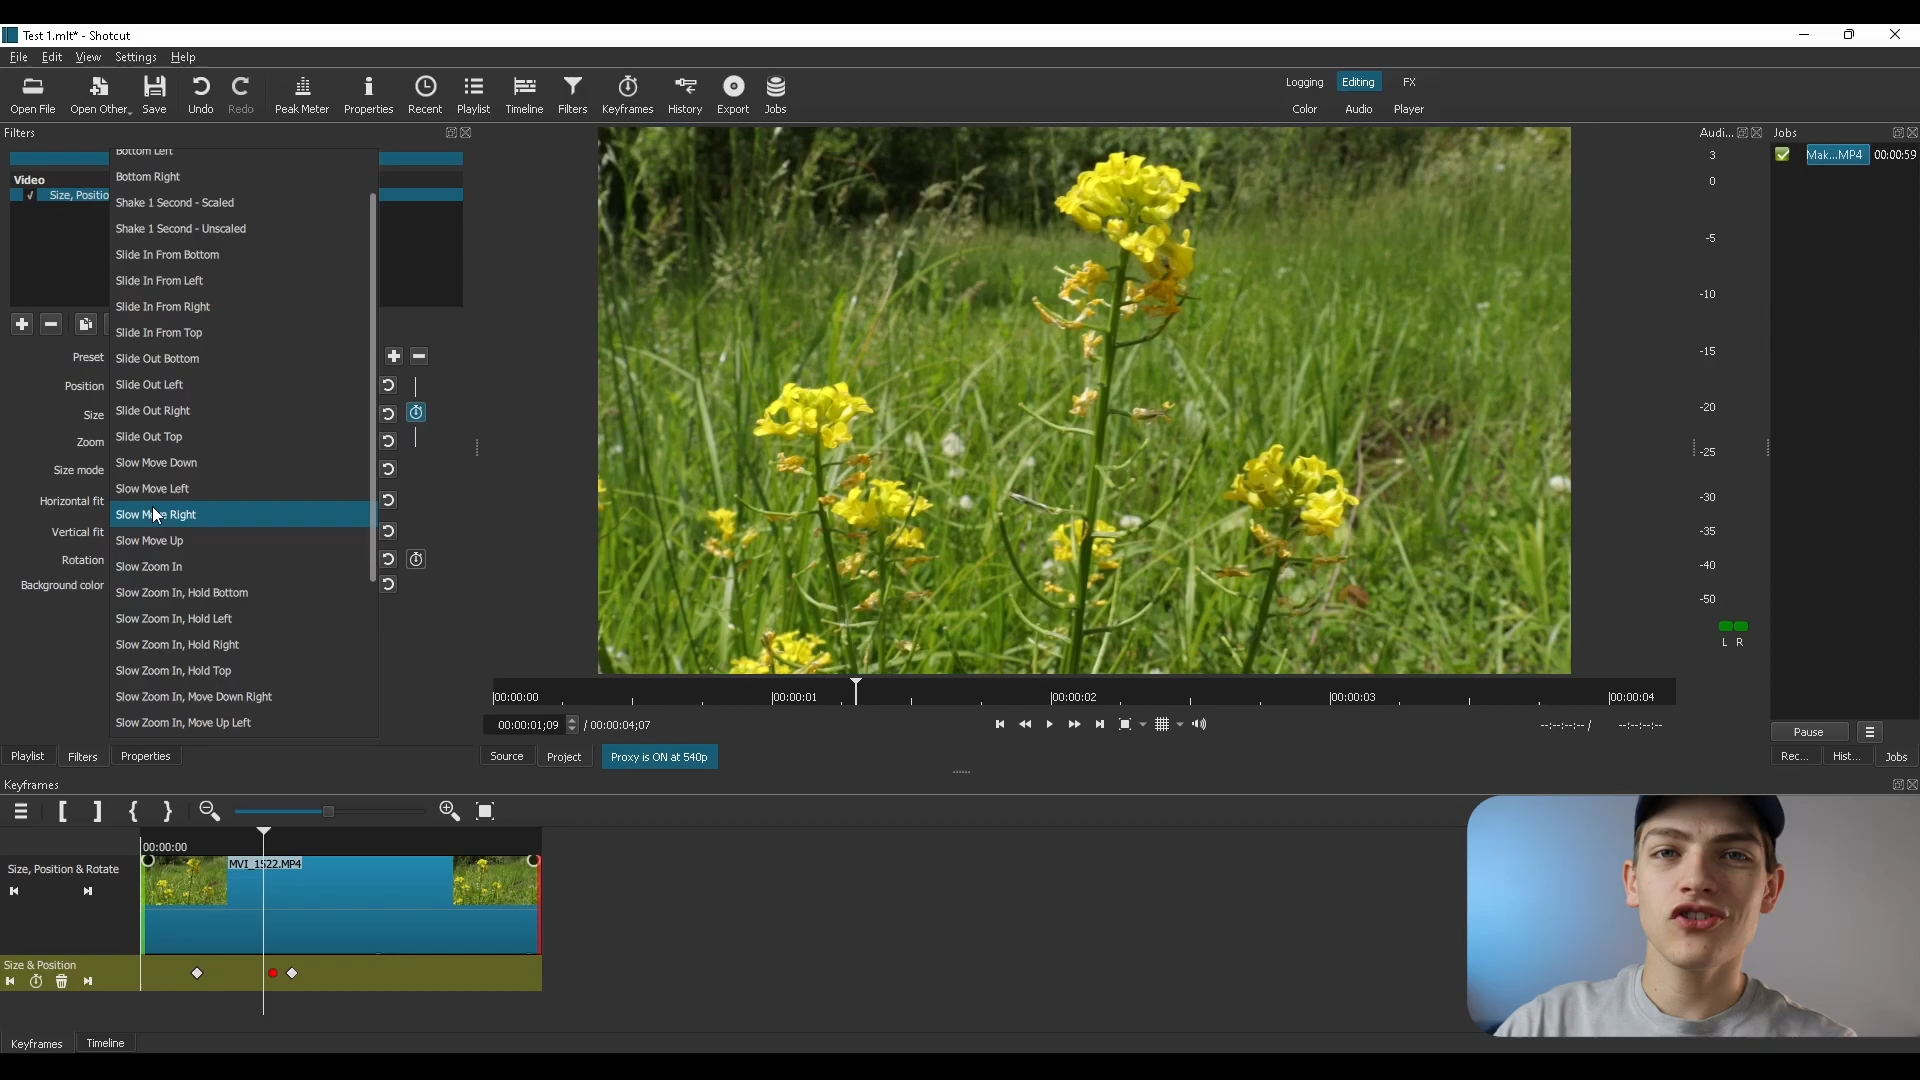 Test 1.mlt* - Shotcut
File Edit View Settings Help
Open File Open Other... Save Undo Redo Peak Meter Properties Recent Playlist Timeline Filters Keyframes History Export Jobs
Logging Editing FX
Color Audio Player
Filters
Audi...
Jobs
Bottom Left
Video
Bottom Right
Size, Positio
Shake 1 Second - Scaled
Shake 1 Second - Unscaled
Slide In From Bottom
Slide In From Left
Slide In From Right
Slide In From Top
Preset
Slide Out Bottom
Position
Slide Out Left
Size
Slide Out Right
Zoom
Slide Out Top
Size mode
Slow Move Down
Slow Move Left
Horizontal fit
Slow Move Right
Vertical fit
Slow Move Up
Rotation
Slow Zoom In
Background color
Slow Zoom In, Hold Bottom
Slow Zoom In, Hold Left
Slow Zoom In, Hold Right
Slow Zoom In, Hold Top
Slow Zoom In, Move Down Right
Slow Zoom In, Move Up Left
3
0
-5
-10
-15
-20
-25
-30
-35
-40
-50
L R
Mak...MP4 00:00:59
00:00:00 00:00:01 00:00:02 00:00:03 00:00:04
00:00:01;09 / 00:00:04;07
--:--:--:-- / --:--:--:--
Pause
Playlist Filters Properties
Source Project Proxy is ON at 540p
Rec... Hist... Jobs
Keyframes
00:00:00
Size, Position & Rotate
MVI_1522.MP4
Size & Position
Keyframes Timeline